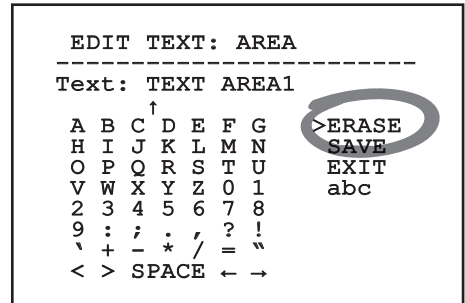 EDIT TEXT: AREA
------------------------
Text: TEXT AREA1
↑
A B C D E F G >ERASE
H I J K L M N SAVE
O P Q R S T U EXIT
V W X Y Z 0 1 abc
2 3 4 5 6 7 8
9 : ; . , ? !
‵ + - * / = ‶
< > SPACE ← →